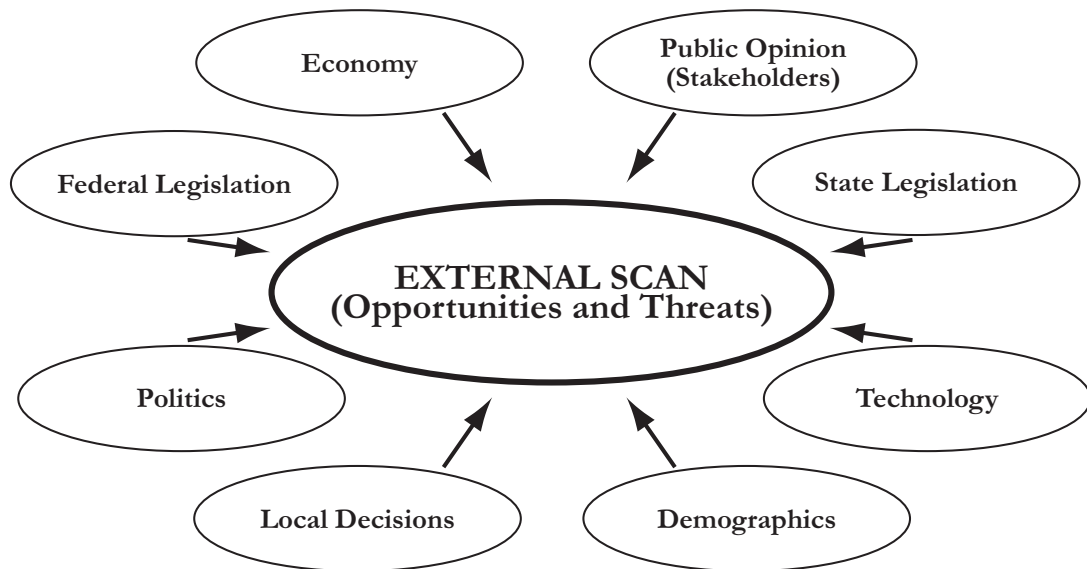 Economy
Public Opinion
(Stakeholders)
Federal Legislation
State Legislation
EXTERNAL SCAN
(Opportunities and Threats)
Politics
Technology
Local Decisions
Demographics